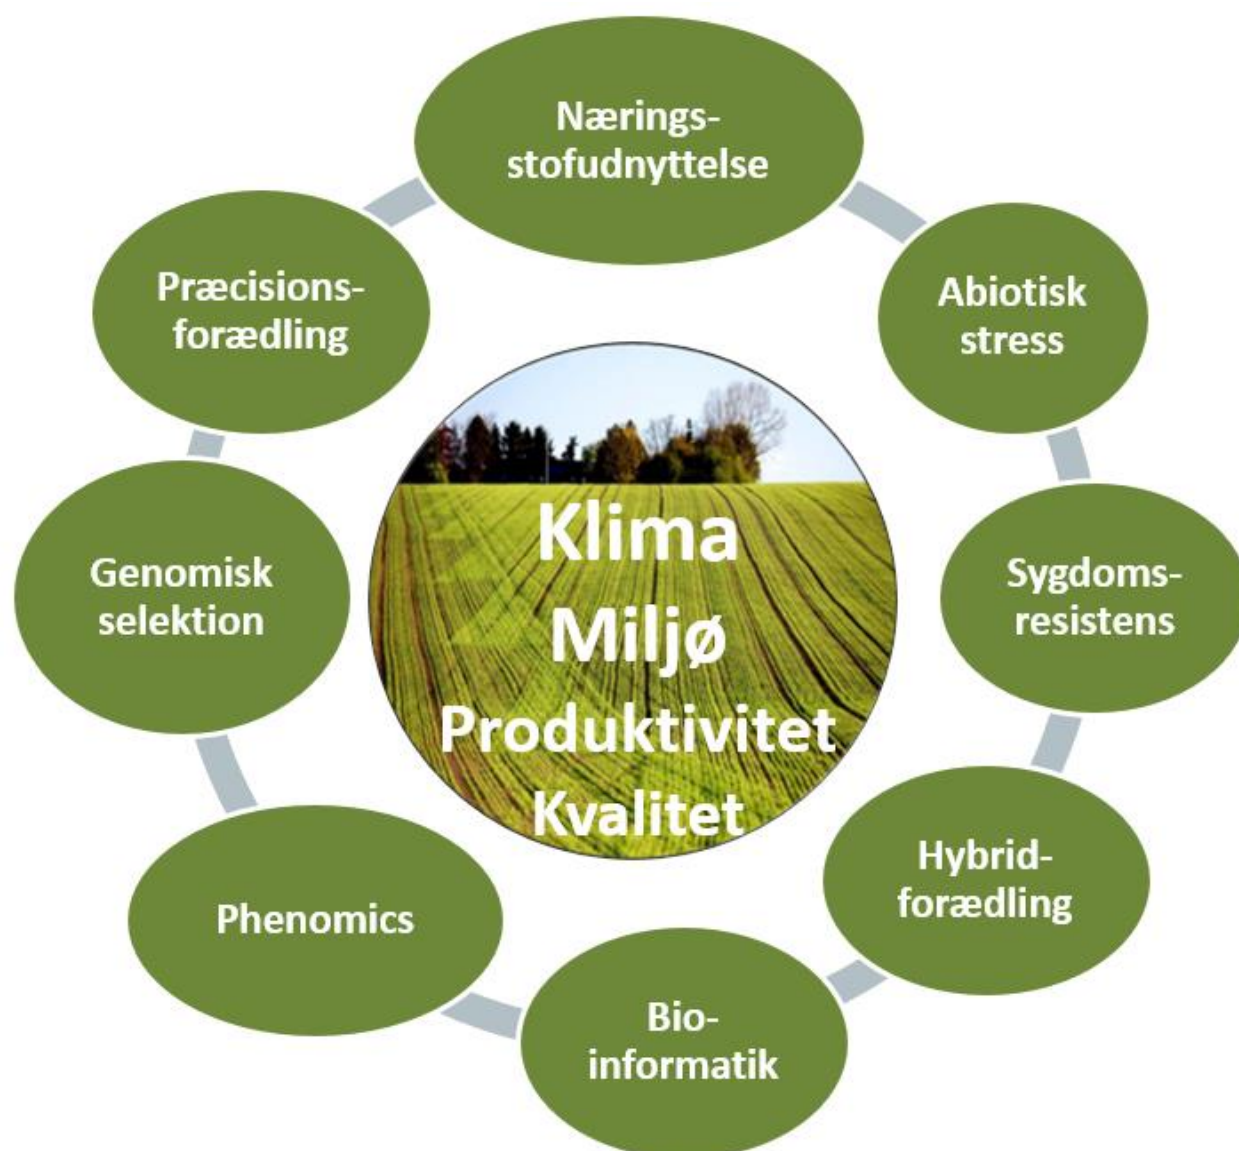 Nærings-
stofudnyttelse
Abiotisk
stress
Sygdoms-
resistens
Hybrid-
forædling
Bio-
informatik
Phenomics
Genomisk
selektion
Præcisions-
forædling
Klima
Miljø
Produktivitet
Kvalitet